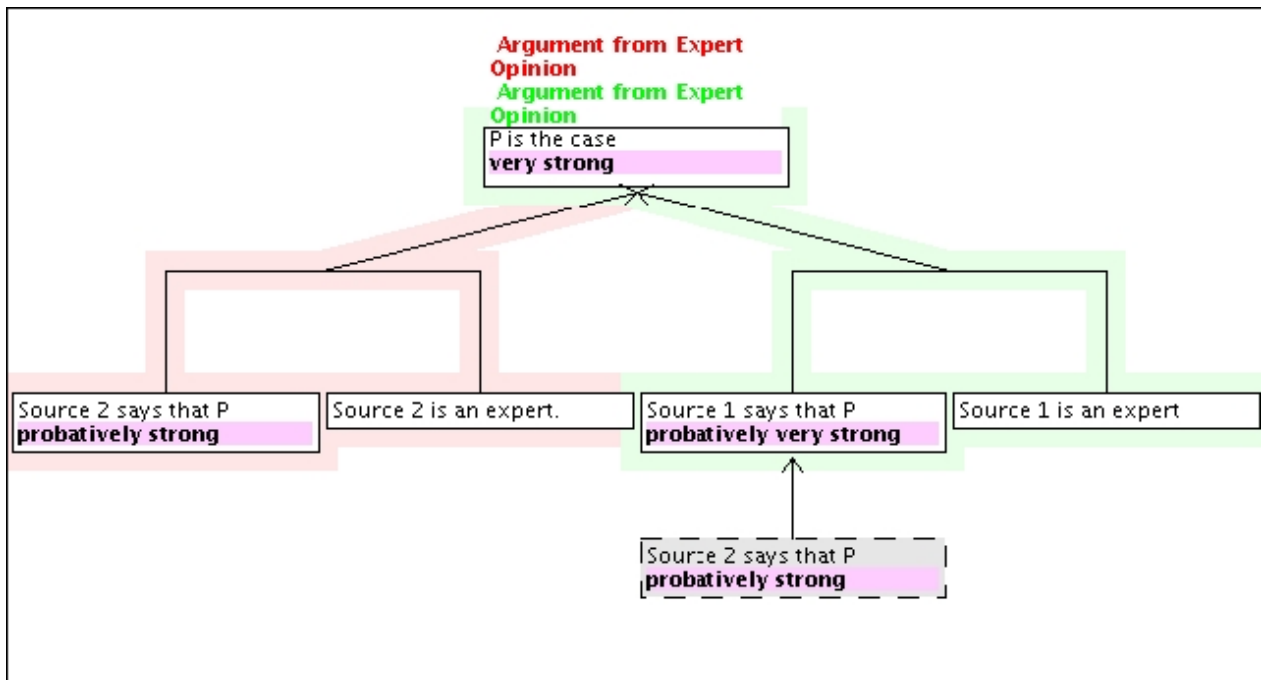 Argument from Expert
Opinion
Argument from Expert
Opinion
P is the case
very strong
Source 2 says that P
probatively strong
Source 2 is an expert.
Source 1 says that P
probatively very strong
Source 1 is an expert
Source 2 says that P
probatively strong